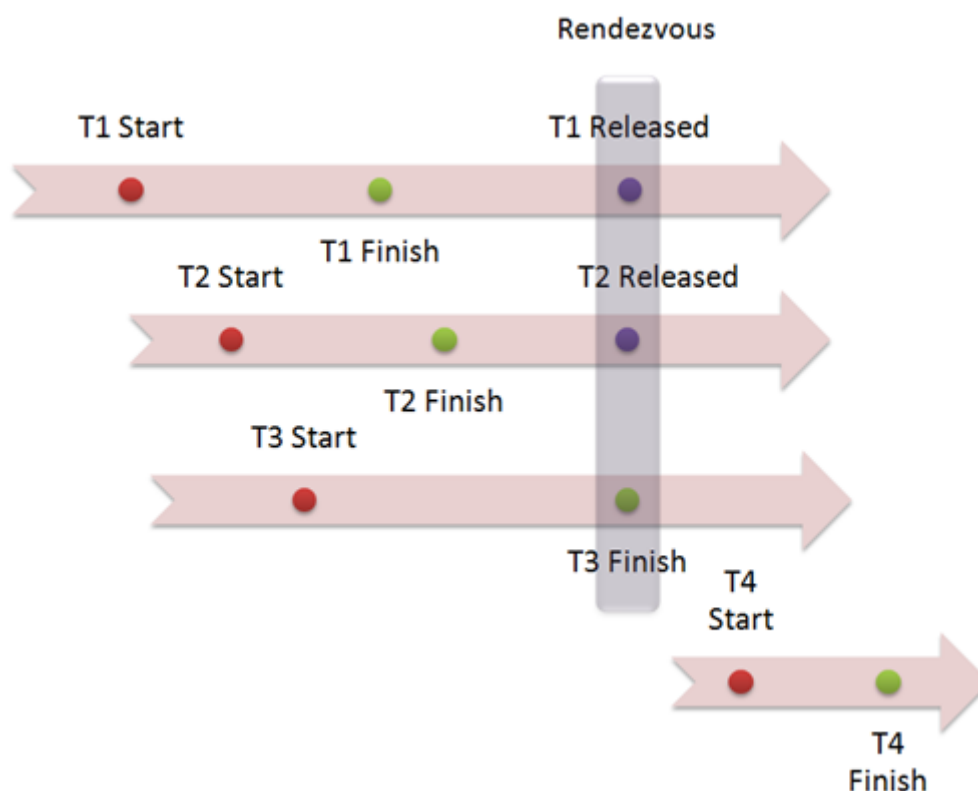 Rendezvous
T1 Start
T1 Released
T1 Finish
T2 Start
T2 Released
T2 Finish
T3 Start
T3 Finish
T4
Start
T4
Finish